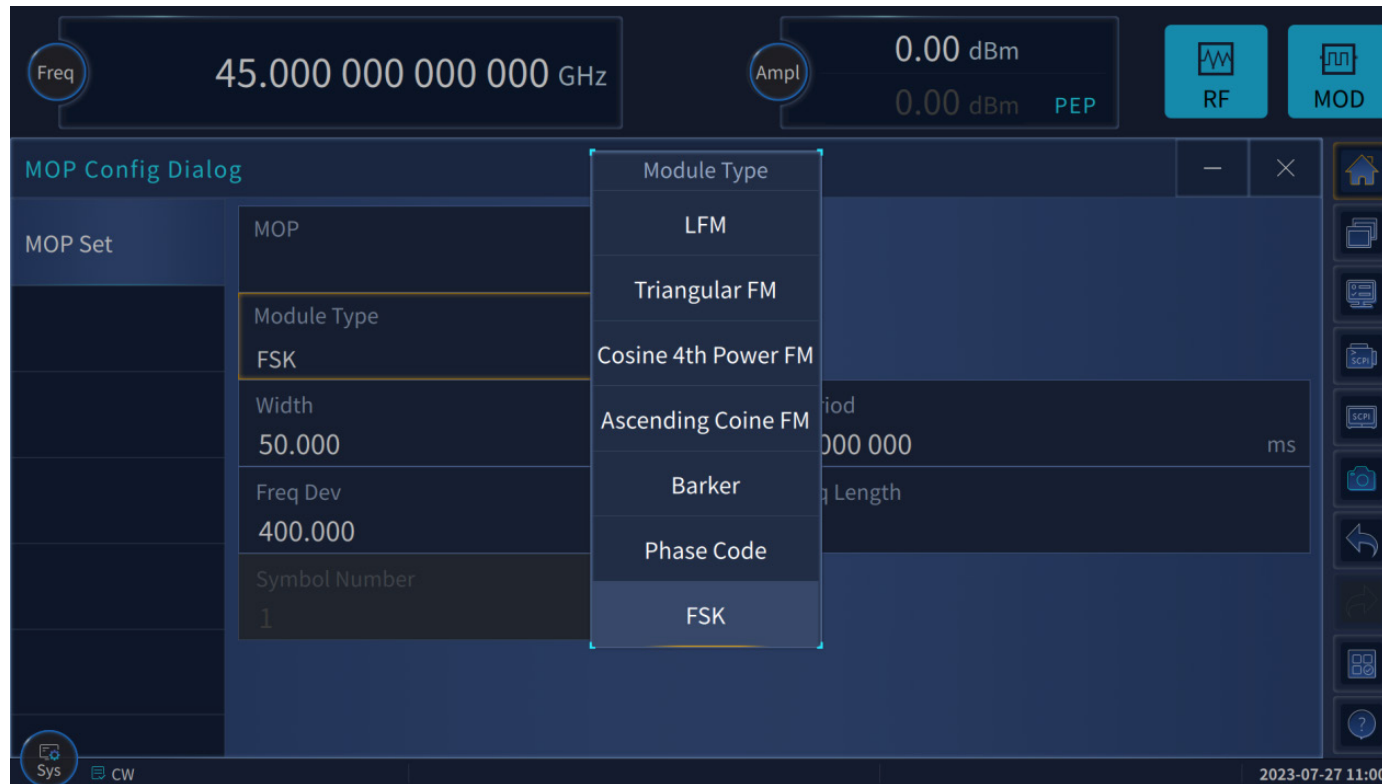 Freq
45.000 000 000 000 GHz
Ampl
0.00 dBm
0.00 dBm PEP
RF
MOD
MOP Config Dialog
Module Type
MOP Set
MOP
LFM
Triangular FM
Module Type
FSK
Cosine 4th Power FM
Width
50.000
Ascending Coine FM
iod
000 000
ms
Freq Dev
400.000
Barker
q Length
Phase Code
Symbol Number
1
FSK
SCPI
SCPI
Sys
CW
2023-07-27 11:00